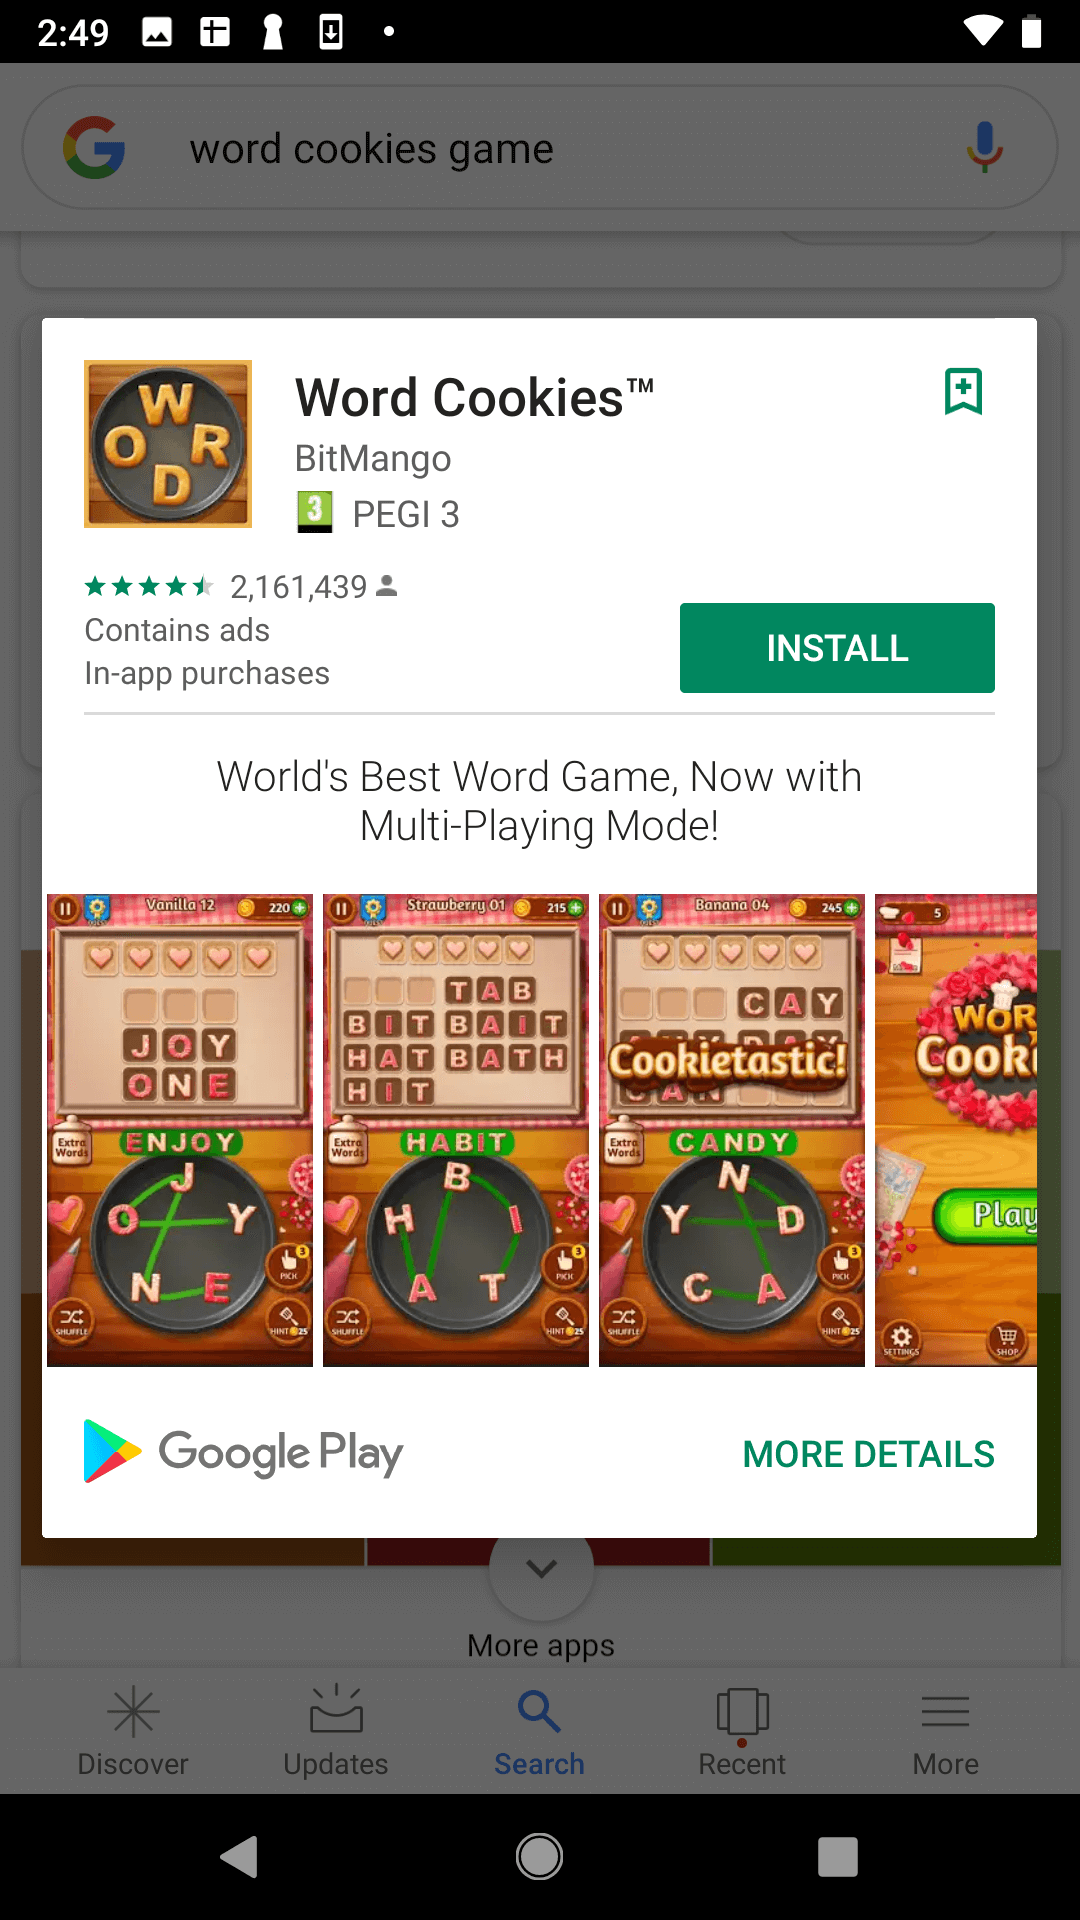 2:49
word cookies game
W
O R
D
Word Cookies™
BitMango
3 PEGI 3
2,161,439
Contains ads
In-app purchases
INSTALL
World's Best Word Game, Now with
Multi-Playing Mode!
Vanilla 12 220
JOY
ONE
Extra
Words
ENJOY
J
O Y
N E
3
PICK
SHUFFLE
HINT 25
Strawberry 01 215
TAB
BIT BAIT
HAT BATH
HIT
Extra
Words
HABIT
B
H I
A T
3
PICK
SHUFFLE
HINT 25
Banana 04 245
CAY
Cookietastic!
CAN
Extra
Words
CANDY
N
Y D
C A
3
PICK
SHUFFLE
HINT 25
5
WOR
Cook
Play
SETTINGS
SHOP
Google Play
MORE DETAILS
More apps
Discover
Updates
Search
Recent
More